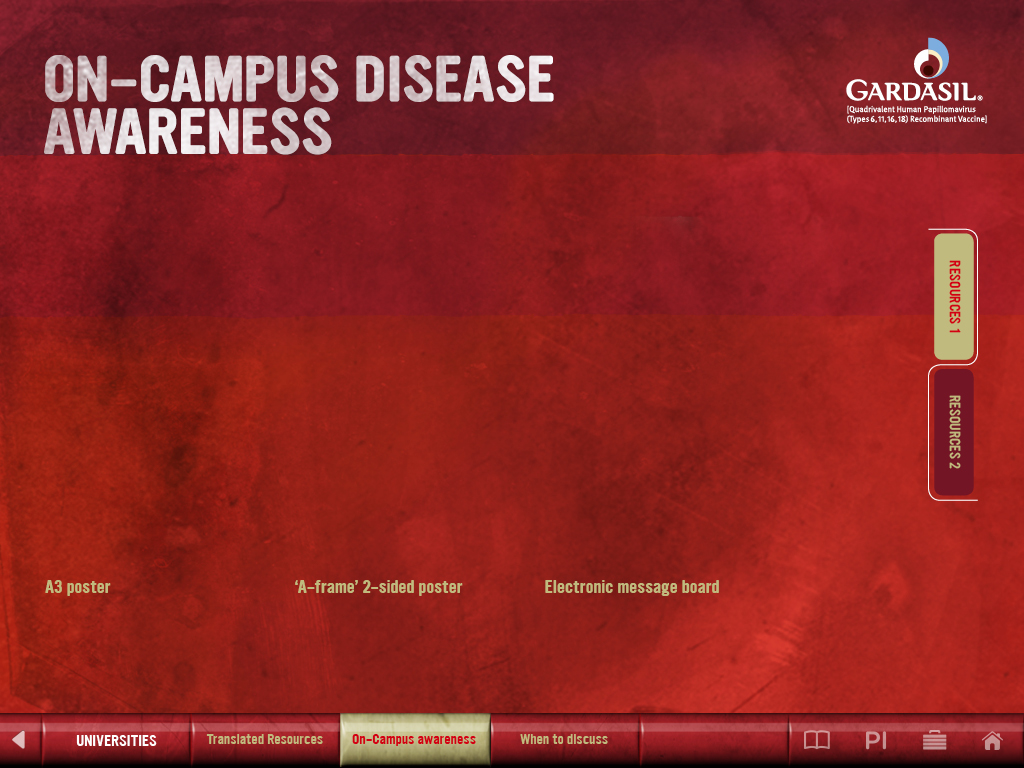 ON-CAMPUS DISEASE
AWARENESS
GARDASIL®
[Quadrivalent Human Papillomavirus
(Types 6, 11, 16, 18) Recombinant Vaccine]
RESOURCES 1
RESOURCES 2
A3 poster
‘A-frame’ 2-sided poster
Electronic message board
UNIVERSITIES
Translated Resources
On-Campus awareness
When to discuss
PI